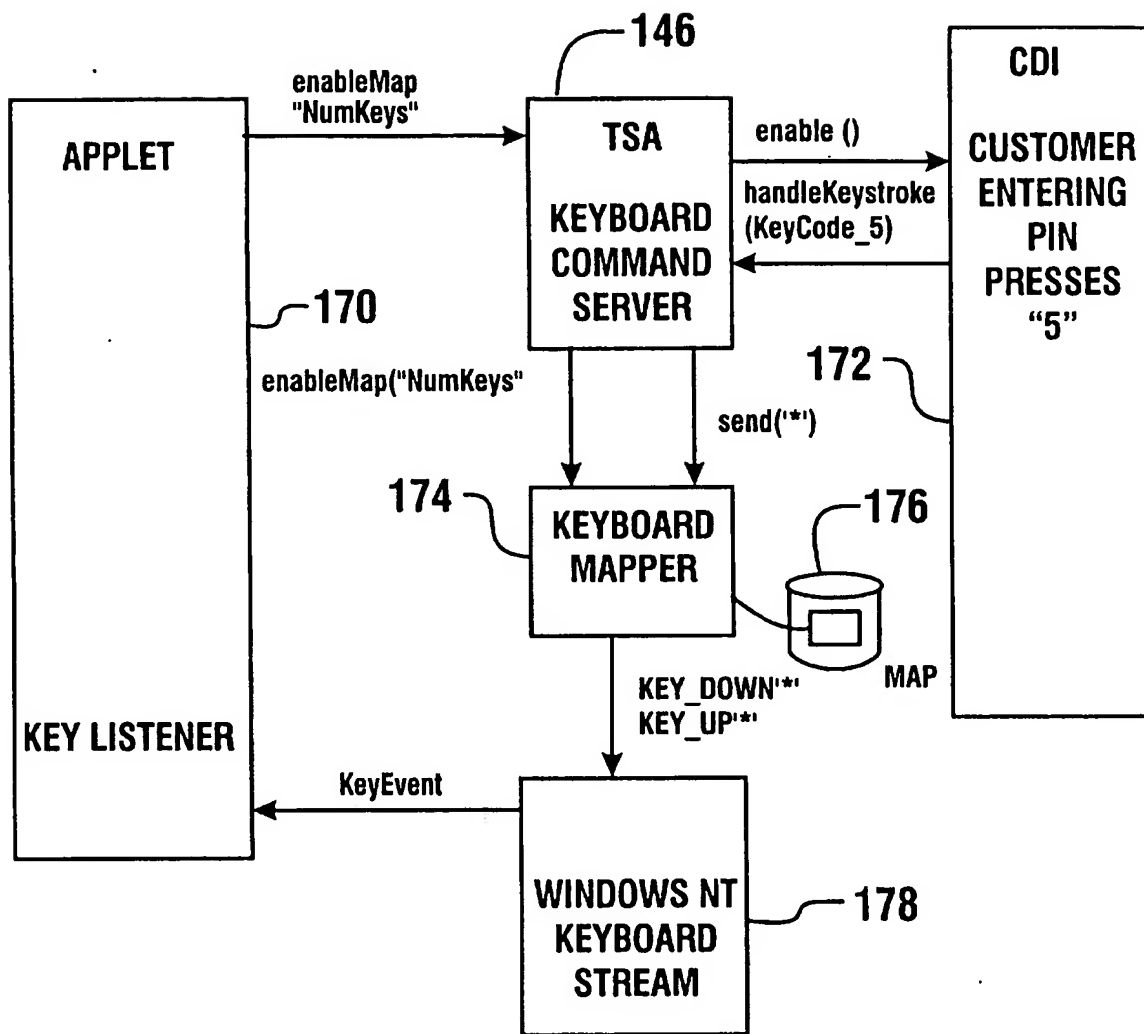 146
enableMap
"NumKeys"
APPLET
TSA
KEYBOARD
COMMAND
SERVER
enable ()
handleKeystroke
(KeyCode_5)
CDI
CUSTOMER
ENTERING
PIN
PRESSES
“5”
170
172
enableMap("NumKeys"
send('*')
174
KEYBOARD
MAPPER
176
MAP
KEY_DOWN'*'
KEY_UP'*'
KEY LISTENER
KeyEvent
WINDOWS NT
KEYBOARD
STREAM
178